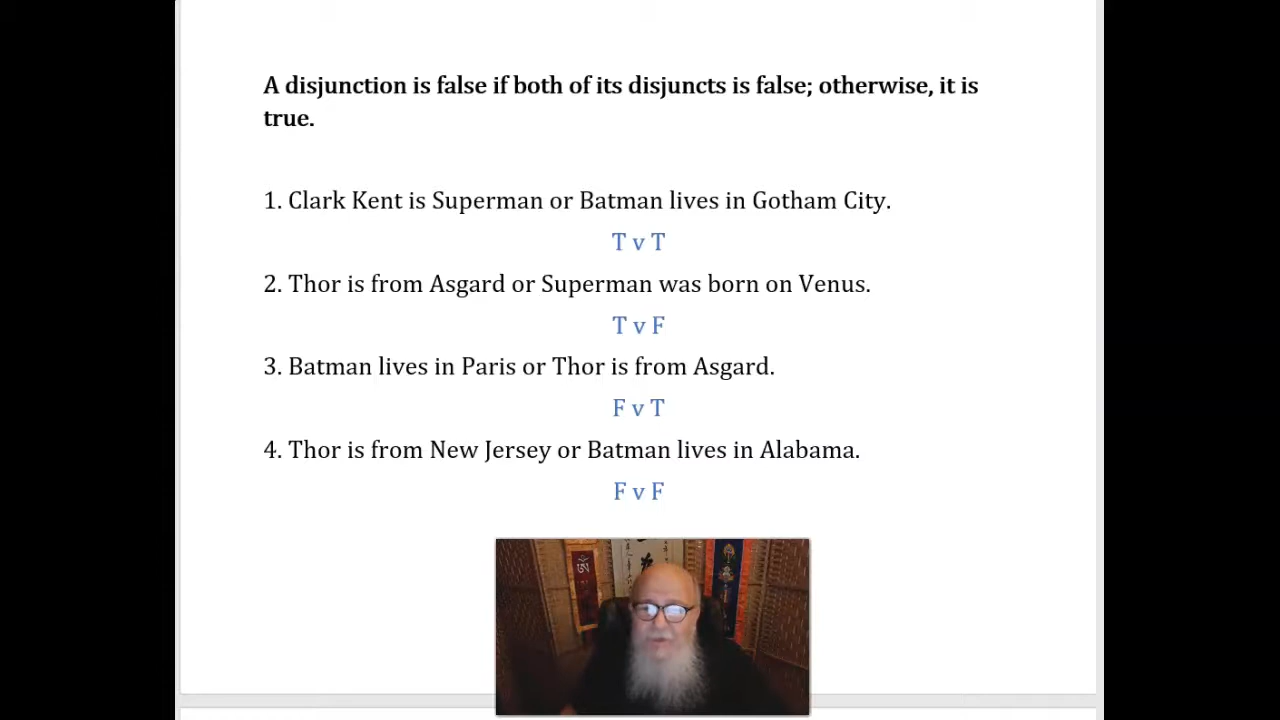 A disjunction is false if both of its disjuncts is false; otherwise, it is
true.
1. Clark Kent is Superman or Batman lives in Gotham City.
T v T
2. Thor is from Asgard or Superman was born on Venus.
T v F
3. Batman lives in Paris or Thor is from Asgard.
F v T
4. Thor is from New Jersey or Batman lives in Alabama.
F v F